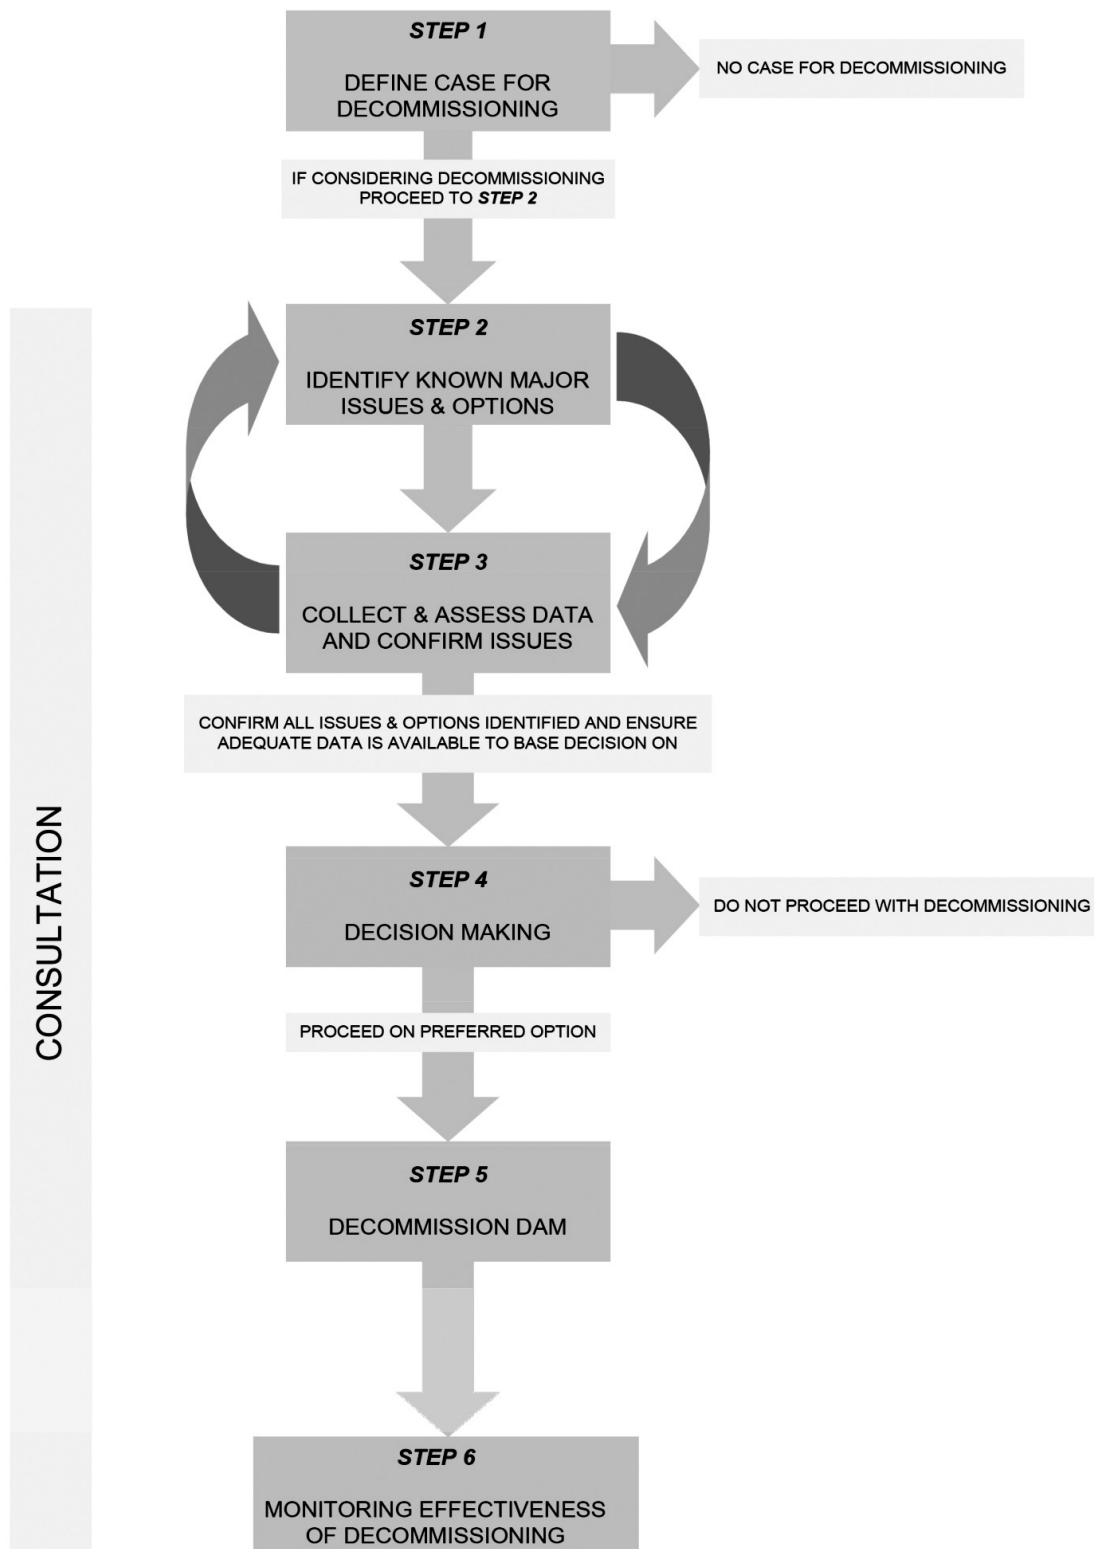 STEP 1
DEFINE CASE FOR
DECOMMISSIONING
NO CASE FOR DECOMMISSIONING
IF CONSIDERING DECOMMISSIONING
PROCEED TO STEP 2
STEP 2
IDENTIFY KNOWN MAJOR
ISSUES & OPTIONS
STEP 3
COLLECT & ASSESS DATA
AND CONFIRM ISSUES
CONFIRM ALL ISSUES & OPTIONS IDENTIFIED AND ENSURE
ADEQUATE DATA IS AVAILABLE TO BASE DECISION ON
STEP 4
DECISION MAKING
DO NOT PROCEED WITH DECOMMISSIONING
PROCEED ON PREFERRED OPTION
STEP 5
DECOMMISSION DAM
STEP 6
MONITORING EFFECTIVENESS
OF DECOMMISSIONING
CONSULTATION